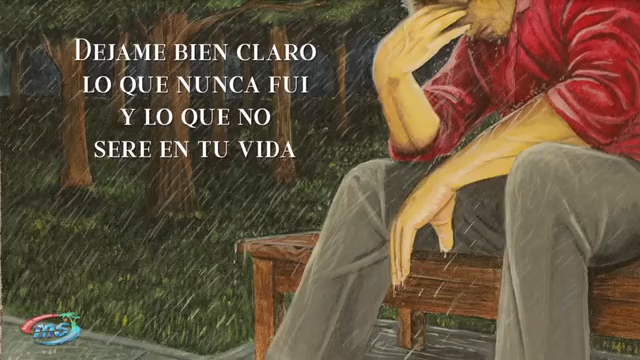 DEJAME BIEN CLARO
LO QUE NUNCA FUI
Y LO QUE NO
SERE EN TU VIDA